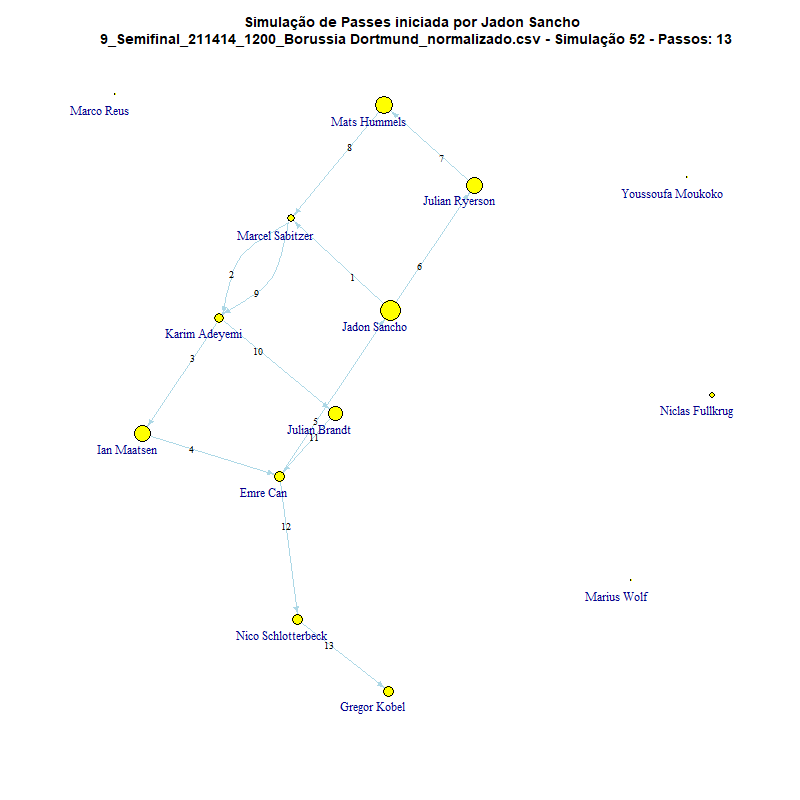 Simulação de Passes iniciada por Jadon Sancho
9_Semifinal_211414_1200_Borussia Dortmund_normalizado.csv - Simulação 52 - Passos: 13
Marco Reus
Mats Hummels
8
7
Youssoufa Moukoko
Julian Ryerson
Marcel Sabitzer
6
2
1
9
Jadon Sancho
Karim Adeyemi
10
3
Niclas Fullkrug
5
Julian Brandt
11
Ian Maatsen
4
Emre Can
12
Marius Wolf
Nico Schlotterbeck
13
Gregor Kobel